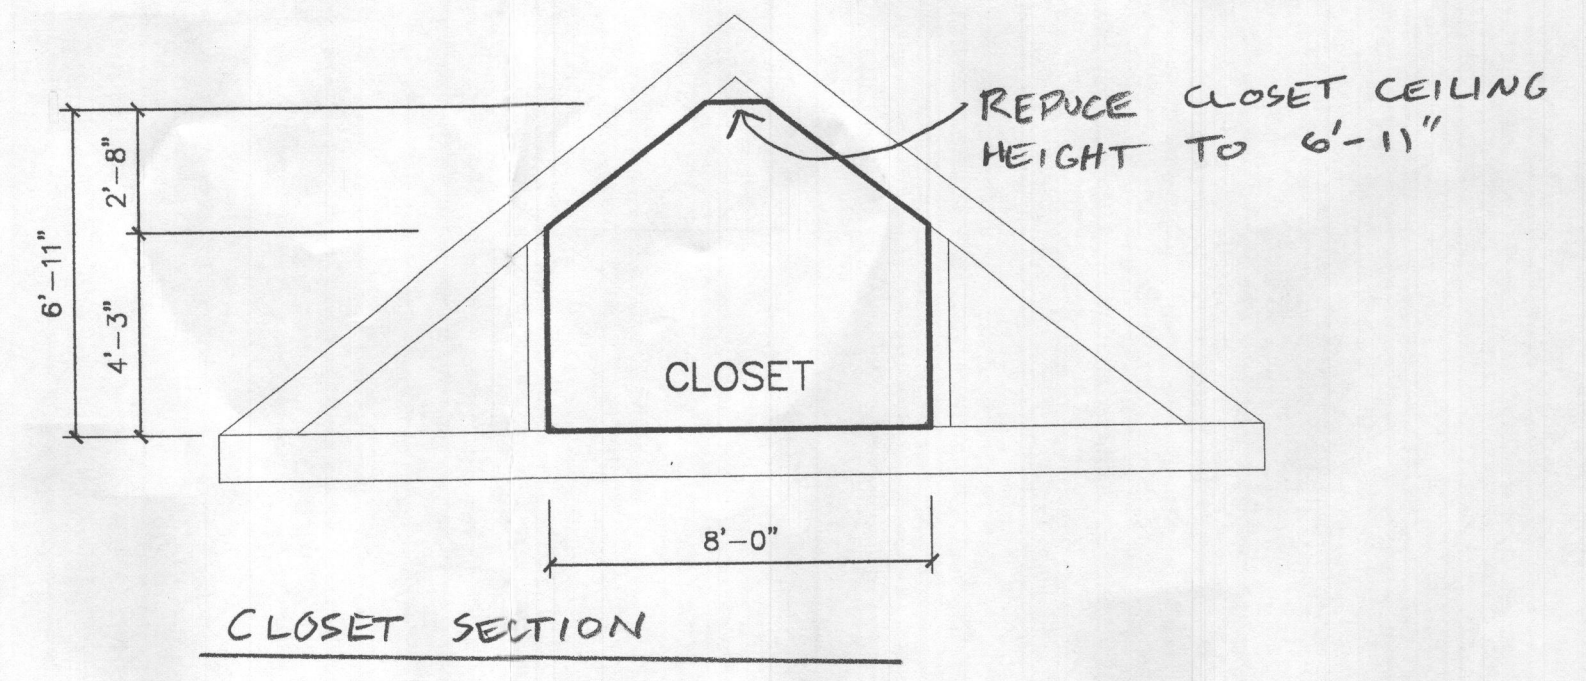 REDUCE CLOSET CEILING
HEIGHT TO 6'-11"
2'-8"
6'-11"
4'-3"
CLOSET
8'-0"
CLOSET SECTION